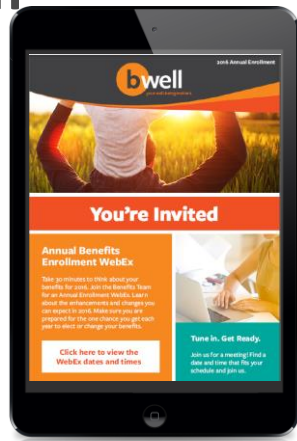 2016 Annual Enrollment
bwell
You're Invited
Annual Benefits
Enrollment WebEx
Take 30 minutes to think about your
benefits for 2016. Join the Benefits Team
for an Annual Enrollment WebEx. Learn
about the enhancements and changes you
can expect in 2016. Make sure you are
prepared for the one chance you get each
year to elect or change your benefits.
Click here to view the
WebEx dates and times
Tune in. Get Ready.
Join us for a meeting! Find a
date and time that fits your
schedule and join us.